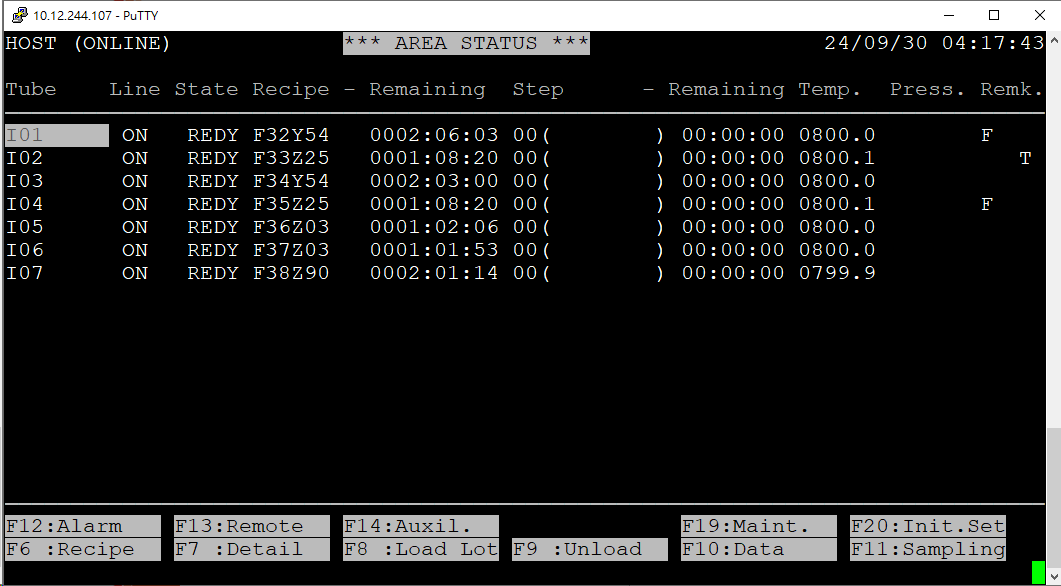 10.12.244.107 - PuTTY
HOST (ONLINE) *** AREA STATUS *** 24/09/30 04:17:43
Tube Line State Recipe - Remaining Step - Remaining Temp. Press. Remk.
I01 ON REDY F32Y54 0002:06:03 00( ) 00:00:00 0800.0 F
I02 ON REDY F33Z25 0001:08:20 00( ) 00:00:00 0800.1 T
I03 ON REDY F34Y54 0002:03:00 00( ) 00:00:00 0800.0
I04 ON REDY F35Z25 0001:08:20 00( ) 00:00:00 0800.1 F
I05 ON REDY F36Z03 0001:02:06 00( ) 00:00:00 0800.0
I06 ON REDY F37Z03 0001:01:53 00( ) 00:00:00 0800.0
I07 ON REDY F38Z90 0002:01:14 00( ) 00:00:00 0799.9
F12:Alarm F13:Remote F14:Auxil. F19:Maint. F20:Init.Set
F6 :Recipe F7 :Detail F8 :Load Lot F9 :Unload F10:Data F11:Sampling